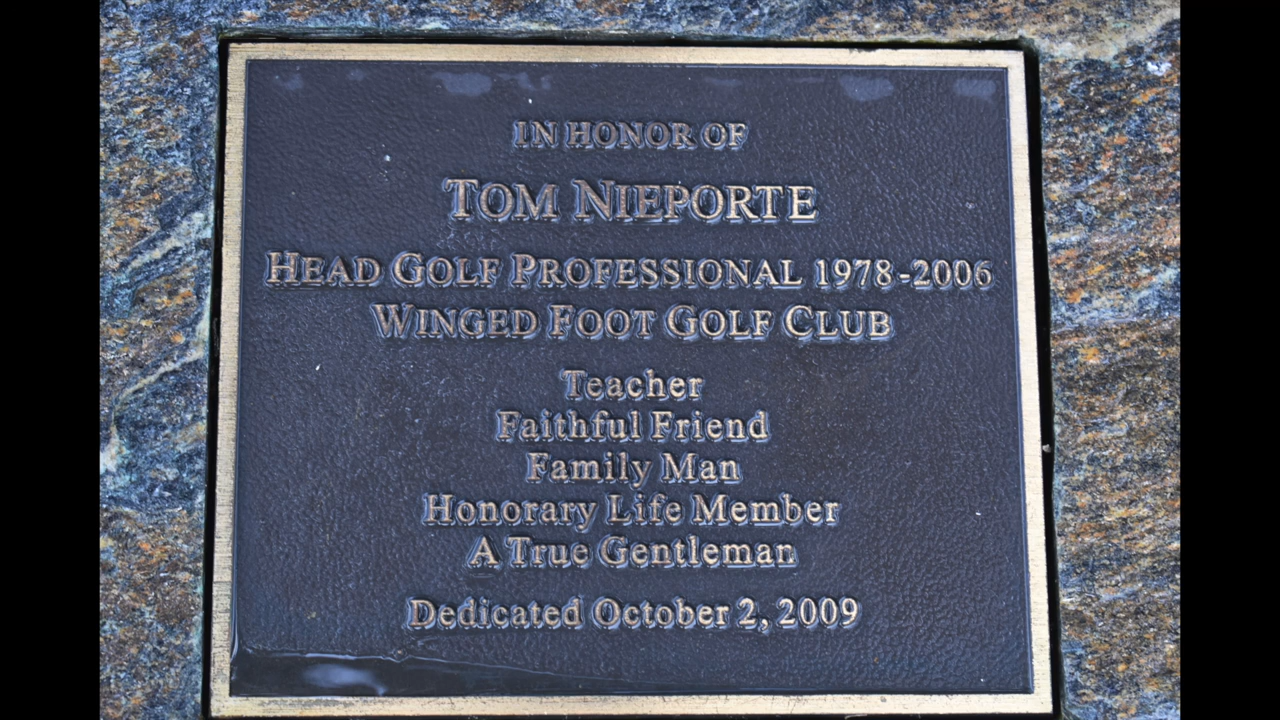 IN HONOR OF
TOM NIEPORTE
HEAD GOLF PROFESSIONAL 1978-2006
WINGED FOOT GOLF CLUB
Teacher
Faithful Friend
Family Man
Honorary Life Member
A True Gentleman
Dedicated October 2, 2009